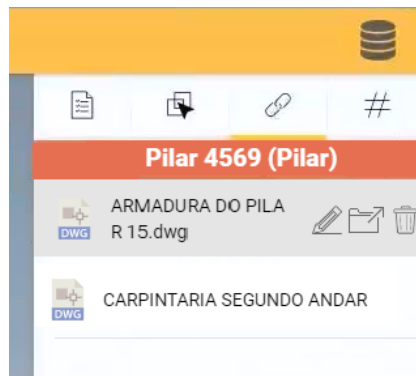 #
Pilar 4569 (Pilar)
ARMADURA DO PILA
R 15.dwg
DWG
CARPINTARIA SEGUNDO ANDAR
DWG